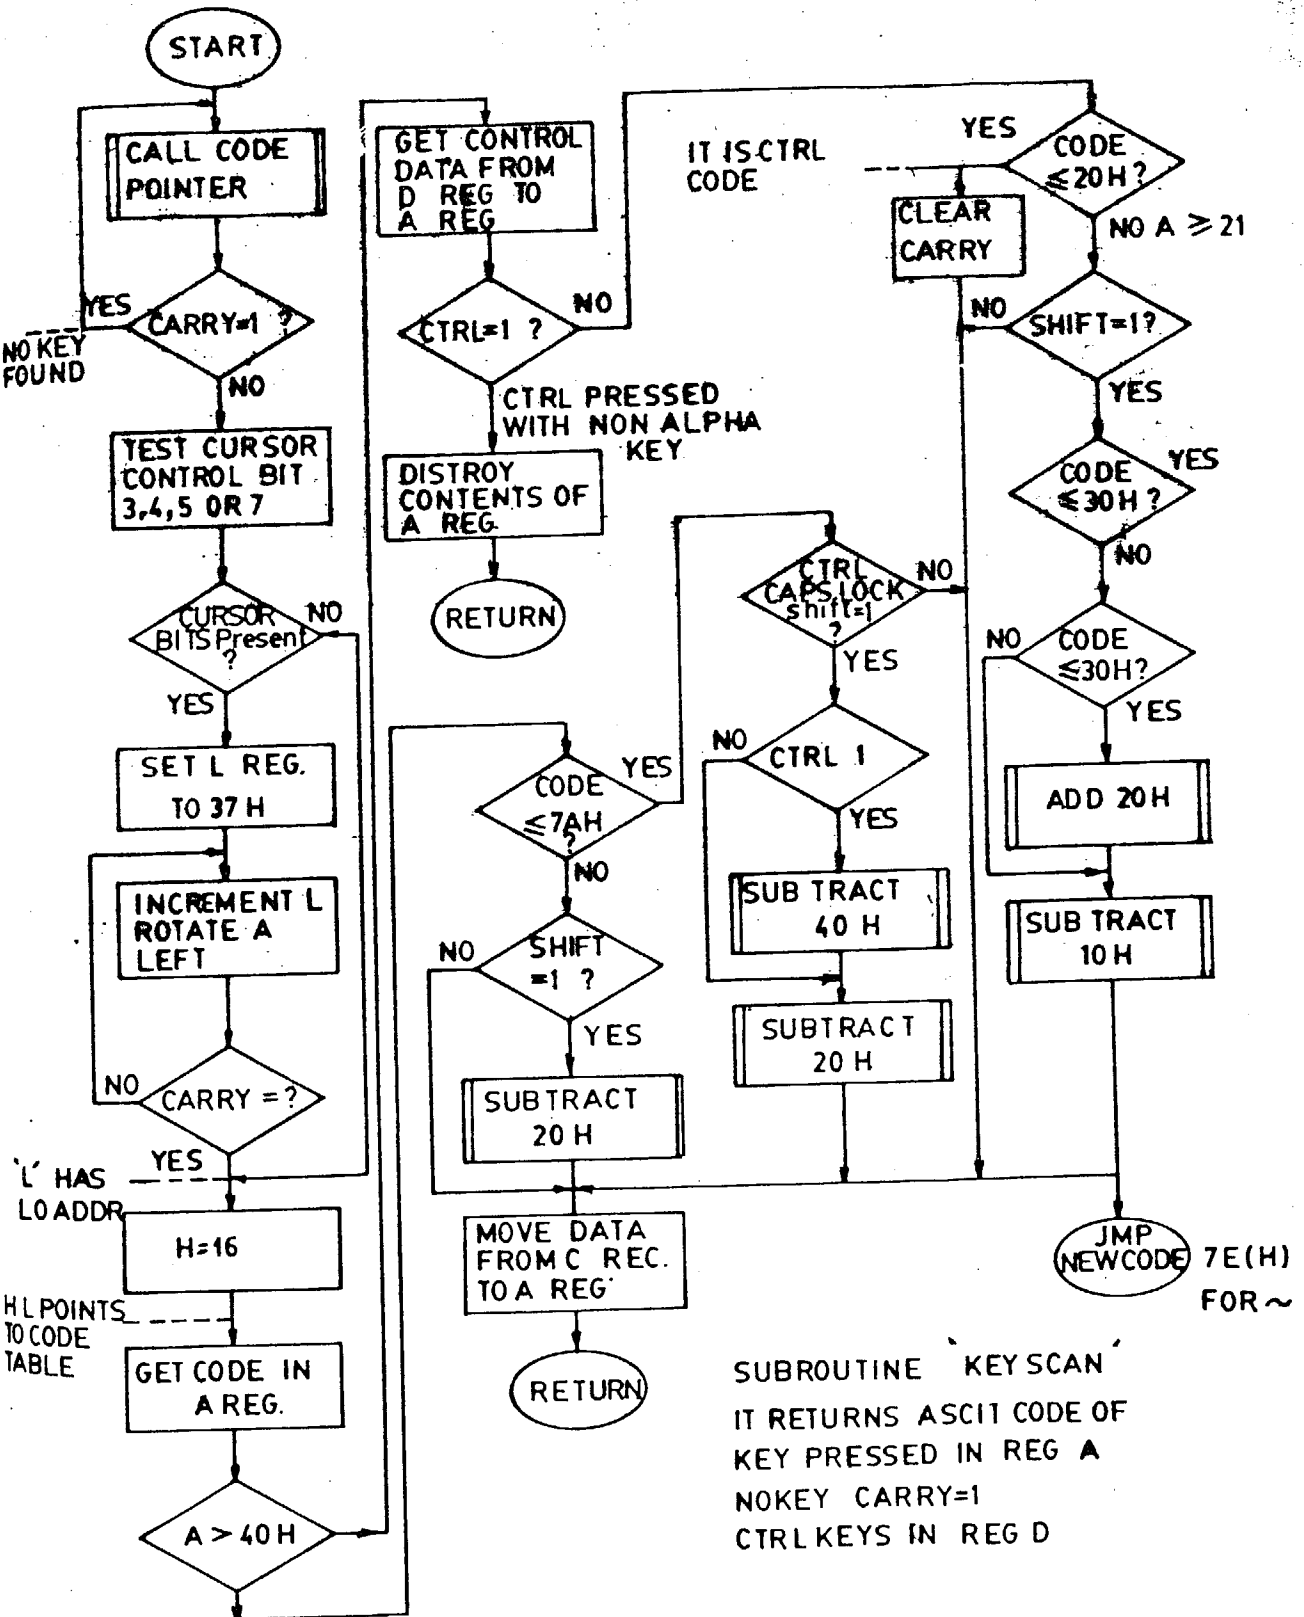 START
CALL CODE
POINTER
CARRY=1 ?
YES
NO KEY
FOUND
NO
TEST CURSOR
CONTROL BIT
3,4,5 OR 7
CURSOR
BITS Present
?
NO
YES
SET L REG.
TO 37 H
INCREMENT L
ROTATE A
LEFT
NO
CARRY = ?
YES
'L' HAS
LO ADDR
H=16
HL POINTS
TO CODE
TABLE
GET CODE IN
A REG.
A > 40 H
GET CONTROL
DATA FROM
D REG TO
A REG
CTRL=1 ?
NO
CTRL PRESSED
WITH NON ALPHA
KEY
DISTROY
CONTENTS OF
A REG
RETURN
CODE
≤ 7AH
?
YES
NO
SHIFT
=1 ?
NO
YES
SUBTRACT
20 H
MOVE DATA
FROM C REC.
TO A REG
RETURN
CTRL
CAPS LOCK
shift=1
?
NO
YES
CTRL 1
NO
YES
SUB TRACT
40 H
SUBTRACT
20 H
IT IS CTRL
CODE
YES
CODE
≤20H?
CLEAR
CARRY
NO A ≥ 21
NO
SHIFT=1?
YES
CODE
≤30H?
YES
NO
CODE
≤30H?
NO
YES
ADD 20H
SUB TRACT
10 H
JMP
NEWCODE
7E(H)
FOR ~
SUBROUTINE 'KEY SCAN'
IT RETURNS ASCIT CODE OF
KEY PRESSED IN REG A
NOKEY CARRY=1
CTRL KEYS IN REG D